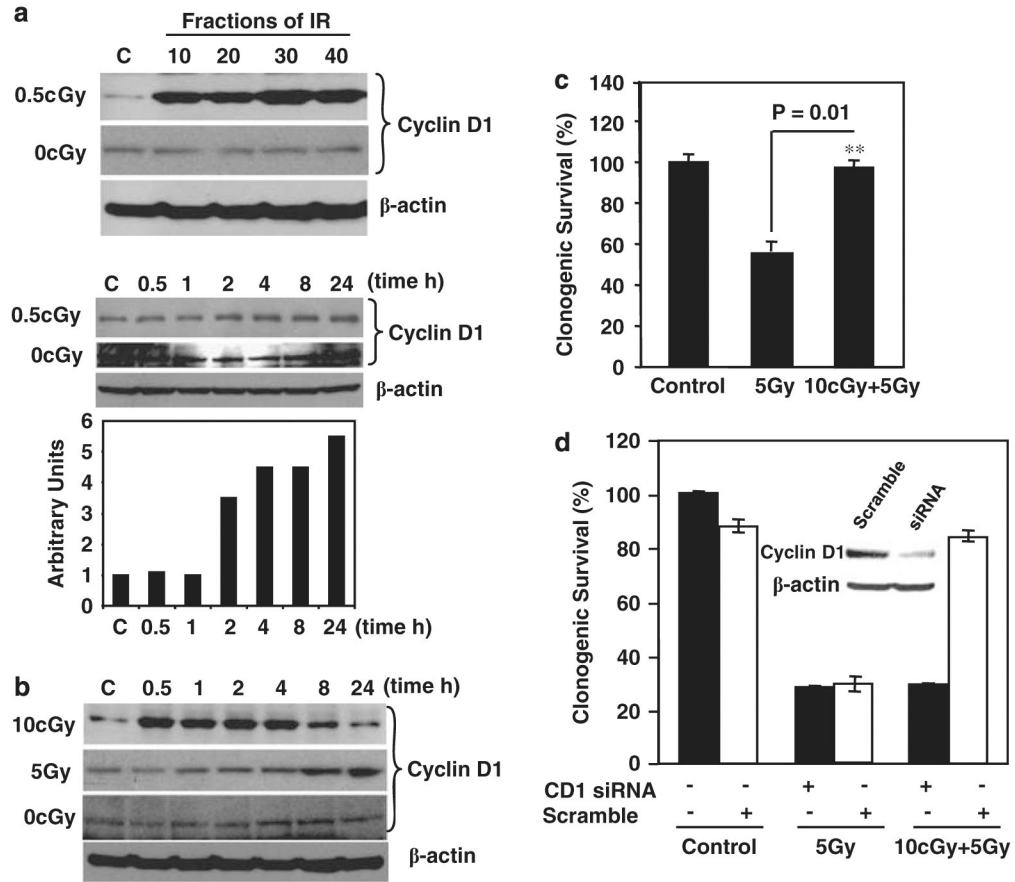 a
Fractions of IR
C 10 20 30 40
0.5cGy
Cyclin D1
0cGy
β-actin
C 0.5 1 2 4 8 24 (time h)
0.5cGy
Cyclin D1
0cGy
β-actin
Arbitrary Units
6
5
4
3
2
1
0
C 0.5 1 2 4 8 24 (time h)
b
C 0.5 1 2 4 8 24 (time h)
10cGy
5Gy
Cyclin D1
0cGy
β-actin
c
Clonogenic Survival (%)
140
120
100
80
60
40
20
0
P = 0.01
**
Control 5Gy 10cGy+5Gy
d
Clonogenic Survival (%)
120
100
80
60
40
20
0
Scramble siRNA
Cyclin D1
β-actin
CD1 siRNA - - + - + -
Scramble - + - + - +
Control 5Gy 10cGy+5Gy